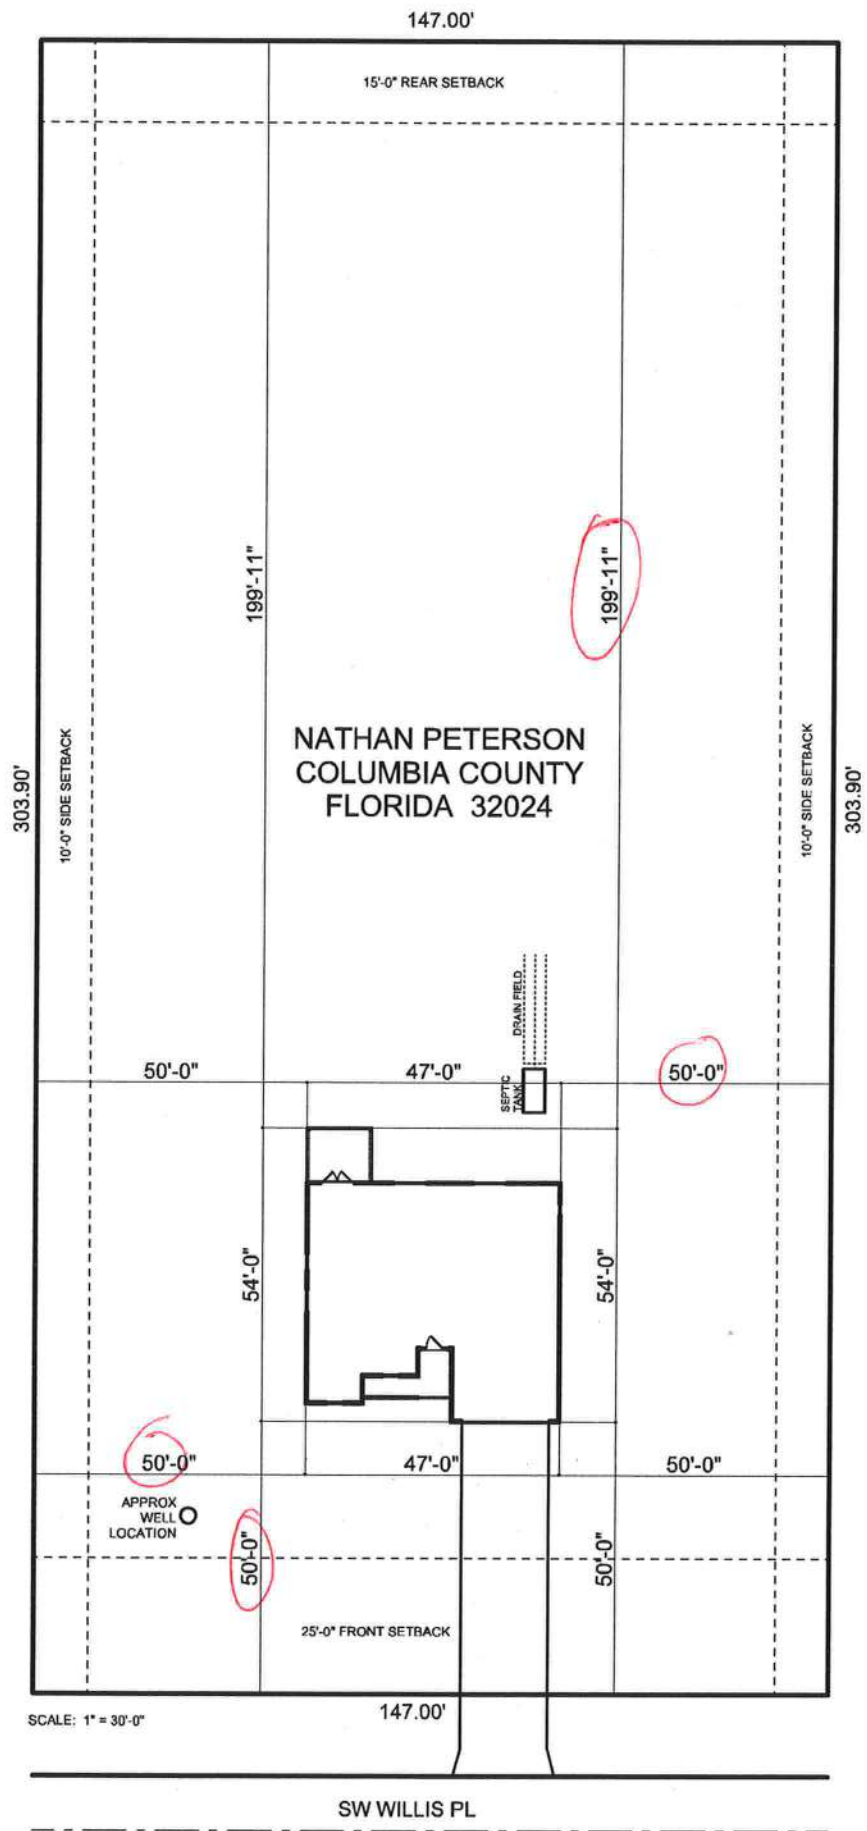 147.00'
15'-0" REAR SETBACK
199'-11"
199'-11"
NATHAN PETERSON
COLUMBIA COUNTY
FLORIDA 32024
303.90'
10'-0" SIDE SETBACK
10'-0" SIDE SETBACK
303.90'
DRAIN FIELD
50'-0"
47'-0"
SEPTIC
TANK
50'-0"
54'-0"
54'-0"
50'-0"
47'-0"
50'-0"
APPROX
WELL
LOCATION
50'-0"
50'-0"
25'-0" FRONT SETBACK
SCALE: 1" = 30'-0"
147.00'
SW WILLIS PL